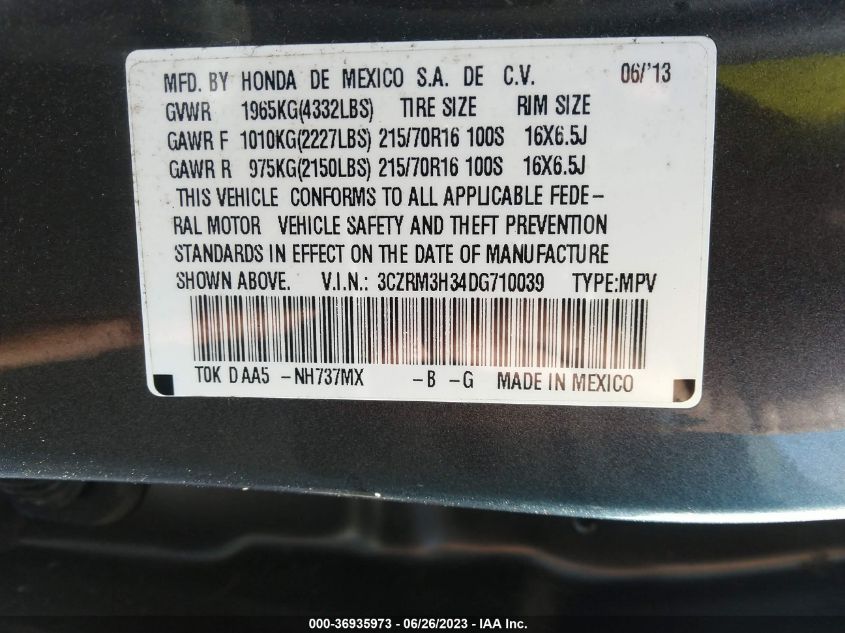 MFD. BY HONDA DE MEXICO S.A. DE C.V. 06/'13
GVWR 1965KG(4332LBS) TIRE SIZE RIM SIZE
GAWR F 1010KG(2227LBS) 215/70R16 100S 16X6.5J
GAWR R 975KG(2150LBS) 215/70R16 100S 16X6.5J
THIS VEHICLE CONFORMS TO ALL APPLICABLE FEDE-
RAL MOTOR VEHICLE SAFETY AND THEFT PREVENTION
STANDARDS IN EFFECT ON THE DATE OF MANUFACTURE
SHOWN ABOVE. V.I.N.: 3CZRM3H34DG710039 TYPE:MPV
T0K D AA5 -NH737MX -B -G MADE IN MEXICO
000-36935973 - 06/26/2023 - IAA Inc.